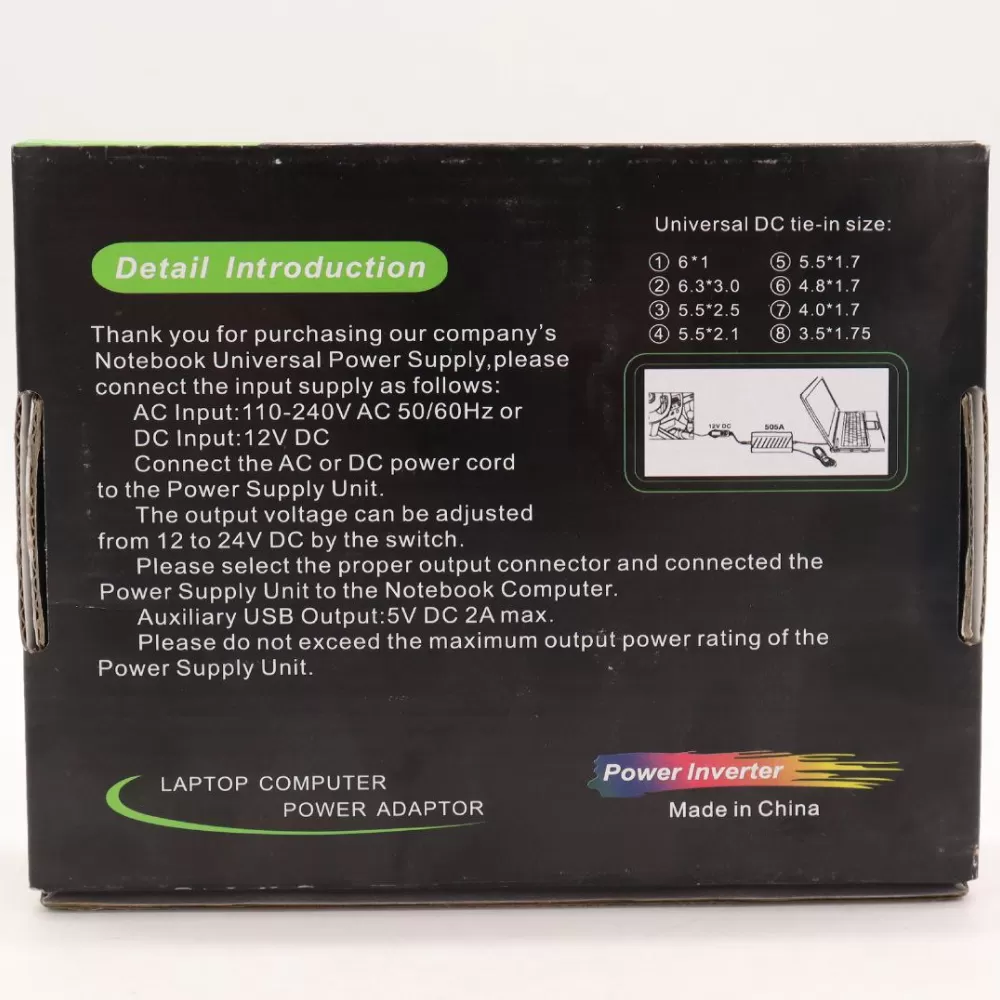 Detail Introduction
Thank you for purchasing our company's
Notebook Universal Power Supply,please
connect the input supply as follows:
AC Input:110-240V AC 50/60Hz or
DC Input:12V DC
Connect the AC or DC power cord
to the Power Supply Unit.
The output voltage can be adjusted
from 12 to 24V DC by the switch.
Please select the proper output connector and connected the
Power Supply Unit to the Notebook Computer.
Auxiliary USB Output:5V DC 2A max.
Please do not exceed the maximum output power rating of the
Power Supply Unit.
Universal DC tie-in size:
① 6*1 ⑤ 5.5*1.7
② 6.3*3.0 ⑥ 4.8*1.7
③ 5.5*2.5 ⑦ 4.0*1.7
④ 5.5*2.1 ⑧ 3.5*1.75
12V DC 505A
LAPTOP COMPUTER
POWER ADAPTOR
Power Inverter
Made in China